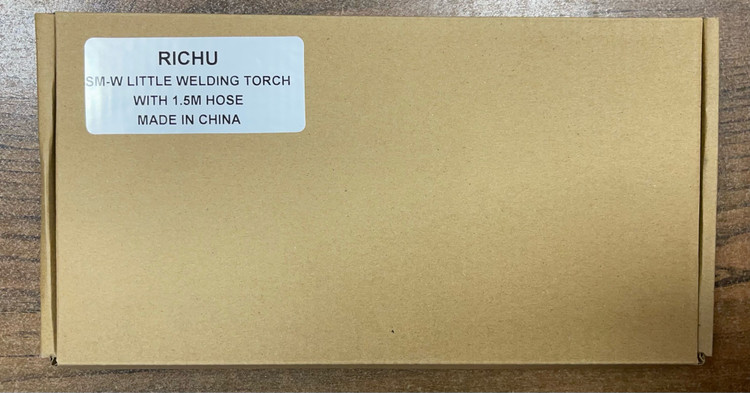 RICHU
SM-W LITTLE WELDING TORCH
WITH 1.5M HOSE
MADE IN CHINA